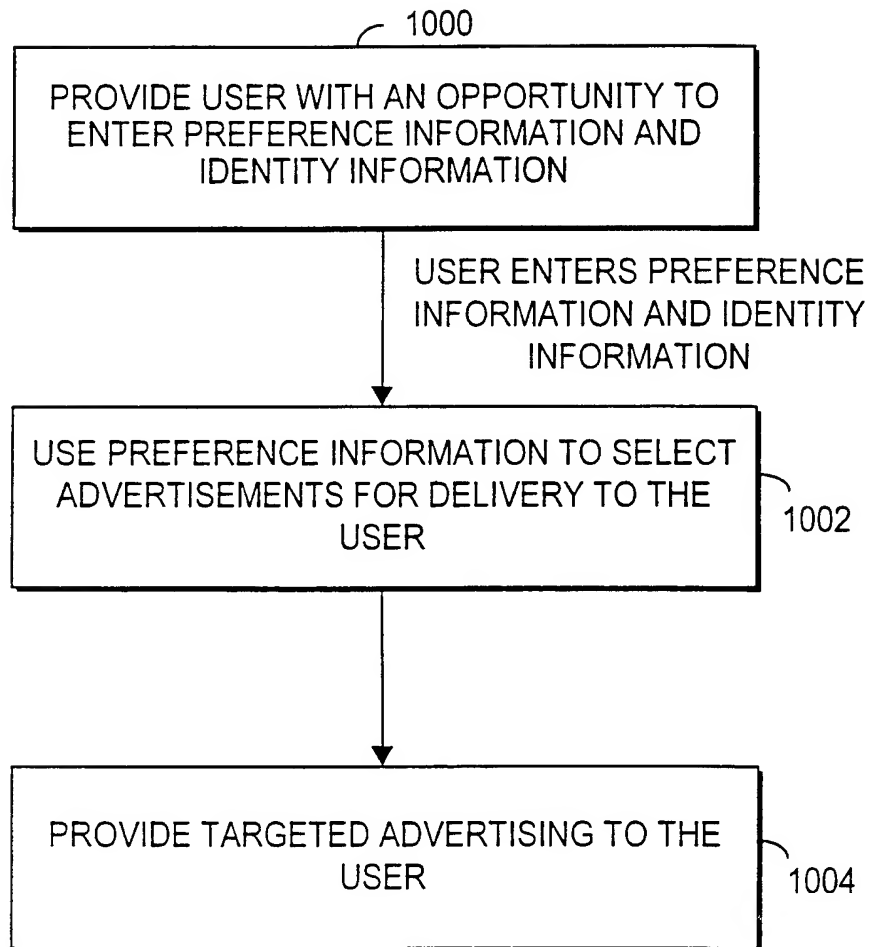 1000
PROVIDE USER WITH AN OPPORTUNITY TO
ENTER PREFERENCE INFORMATION AND
IDENTITY INFORMATION
USER ENTERS PREFERENCE
INFORMATION AND IDENTITY
INFORMATION
USE PREFERENCE INFORMATION TO SELECT
ADVERTISEMENTS FOR DELIVERY TO THE
USER
1002
PROVIDE TARGETED ADVERTISING TO THE
USER
1004